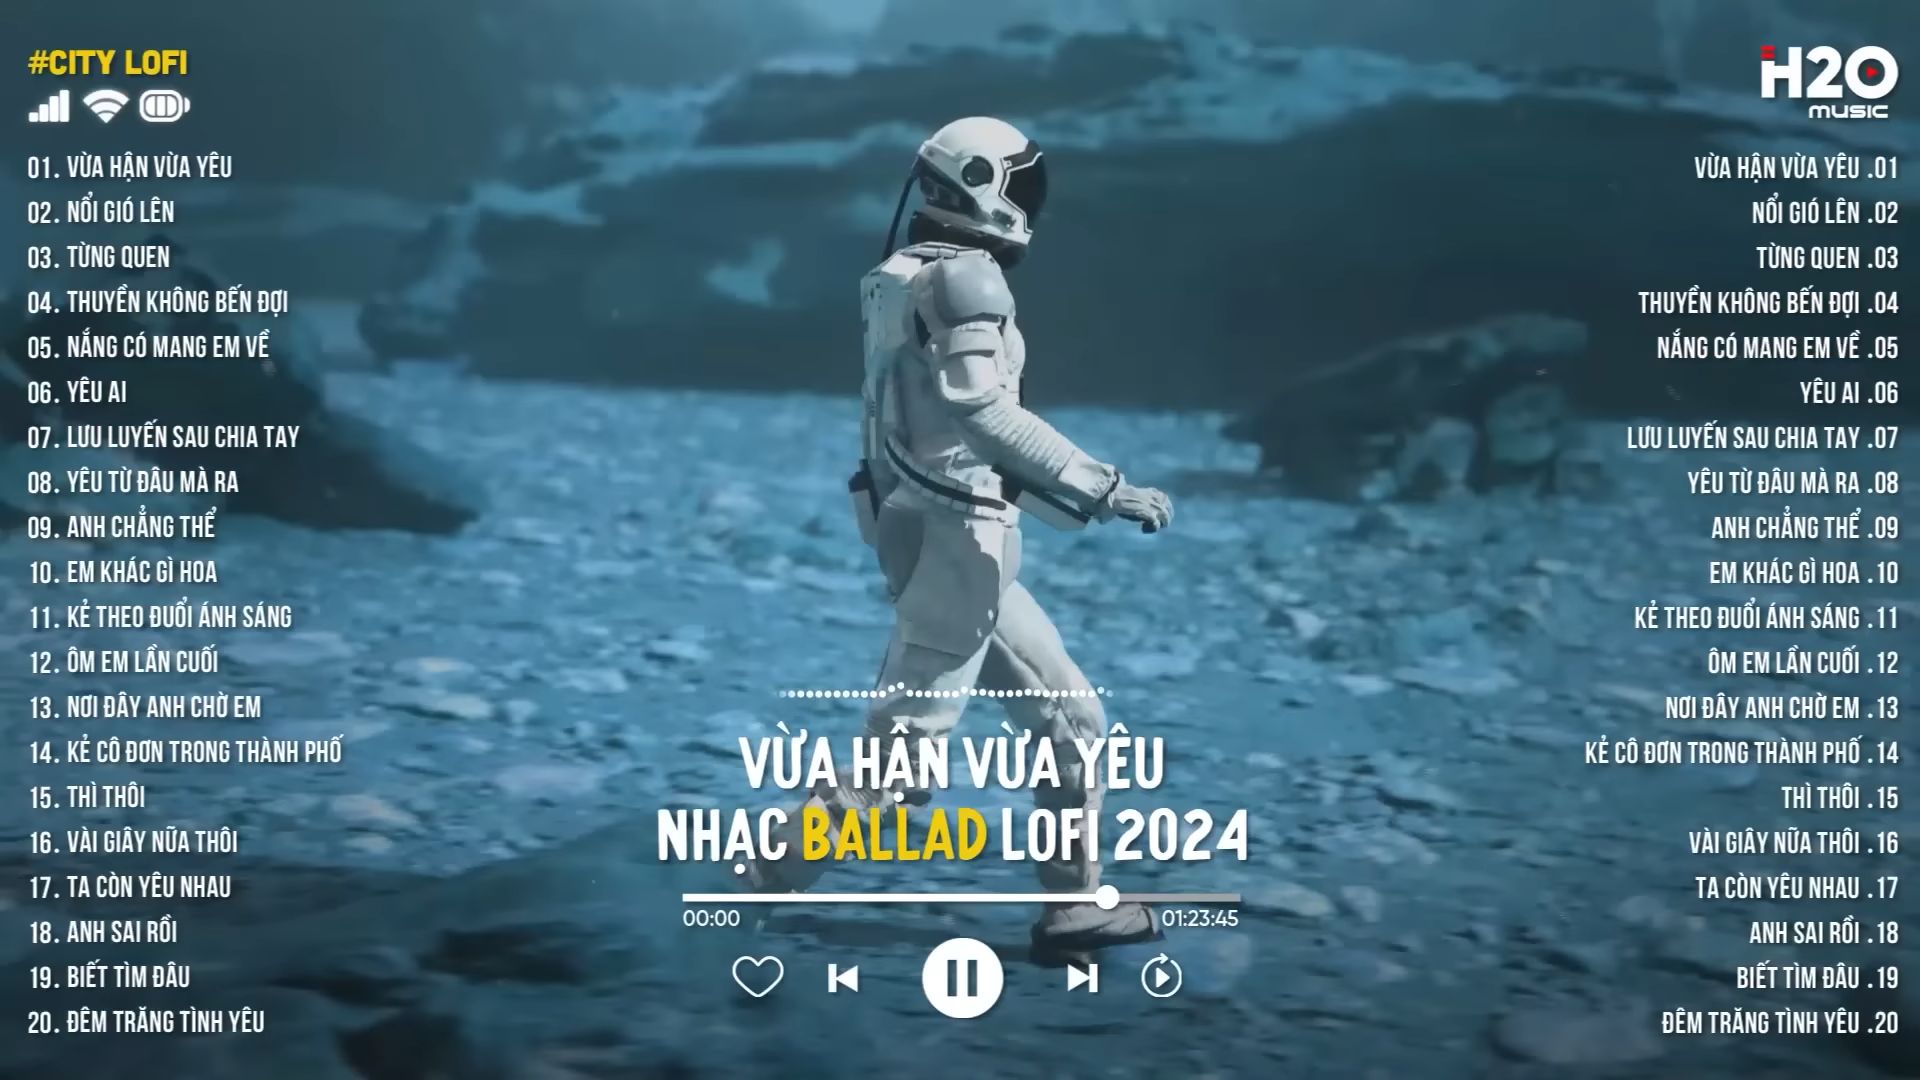 #CITY LOFI
H2O
MUSIC
01. VỪA HẬN VỪA YÊU
02. NỔI GIÓ LÊN
03. TỪNG QUEN
04. THUYỀN KHÔNG BẾN ĐỢI
05. NẮNG CÓ MANG EM VỀ
06. YÊU AI
07. LƯU LUYẾN SAU CHIA TAY
08. YÊU TỪ ĐÂU MÀ RA
09. ANH CHẲNG THỂ
10. EM KHÁC GÌ HOA
11. KẺ THEO ĐUỔI ÁNH SÁNG
12. ÔM EM LẦN CUỐI
13. NƠI ĐÂY ANH CHỜ EM
14. KẺ CÔ ĐƠN TRONG THÀNH PHỐ
15. THÌ THÔI
16. VÀI GIÂY NỮA THÔI
17. TA CÒN YÊU NHAU
18. ANH SAI RỒI
19. BIẾT TÌM ĐÂU
20. ĐÊM TRĂNG TÌNH YÊU
VỪA HẬN VỪA YÊU
NHẠC BALLAD LOFI 2024
00:00
01:23:45
VỪA HẬN VỪA YÊU .01
NỔI GIÓ LÊN .02
TỪNG QUEN .03
THUYỀN KHÔNG BẾN ĐỢI .04
NẮNG CÓ MANG EM VỀ .05
YÊU AI .06
LƯU LUYẾN SAU CHIA TAY .07
YÊU TỪ ĐÂU MÀ RA .08
ANH CHẲNG THỂ .09
EM KHÁC GÌ HOA .10
KẺ THEO ĐUỔI ÁNH SÁNG .11
ÔM EM LẦN CUỐI .12
NƠI ĐÂY ANH CHỜ EM .13
KẺ CÔ ĐƠN TRONG THÀNH PHỐ .14
THÌ THÔI .15
VÀI GIÂY NỮA THÔI .16
TA CÒN YÊU NHAU .17
ANH SAI RỒI .18
BIẾT TÌM ĐÂU .19
ĐÊM TRĂNG TÌNH YÊU .20